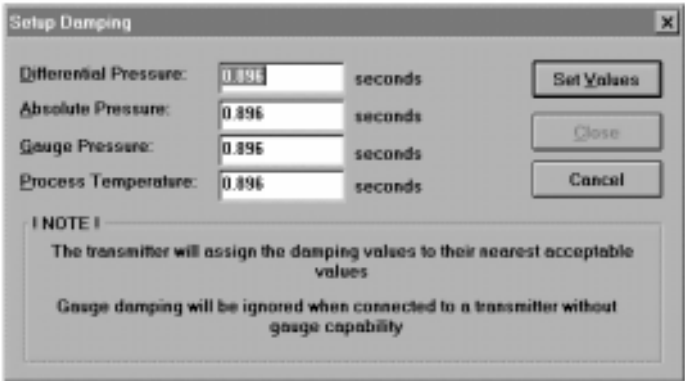 Setup Damping
Differential Pressure: 0.896 seconds Set Values
Absolute Pressure: 0.896 seconds
Close
Gauge Pressure: 0.896 seconds
Process Temperature: 0.896 seconds Cancel
! NOTE !
The transmitter will assign the damping values to their nearest acceptable
values
Gauge damping will be ignored when connected to a transmitter without
gauge capability